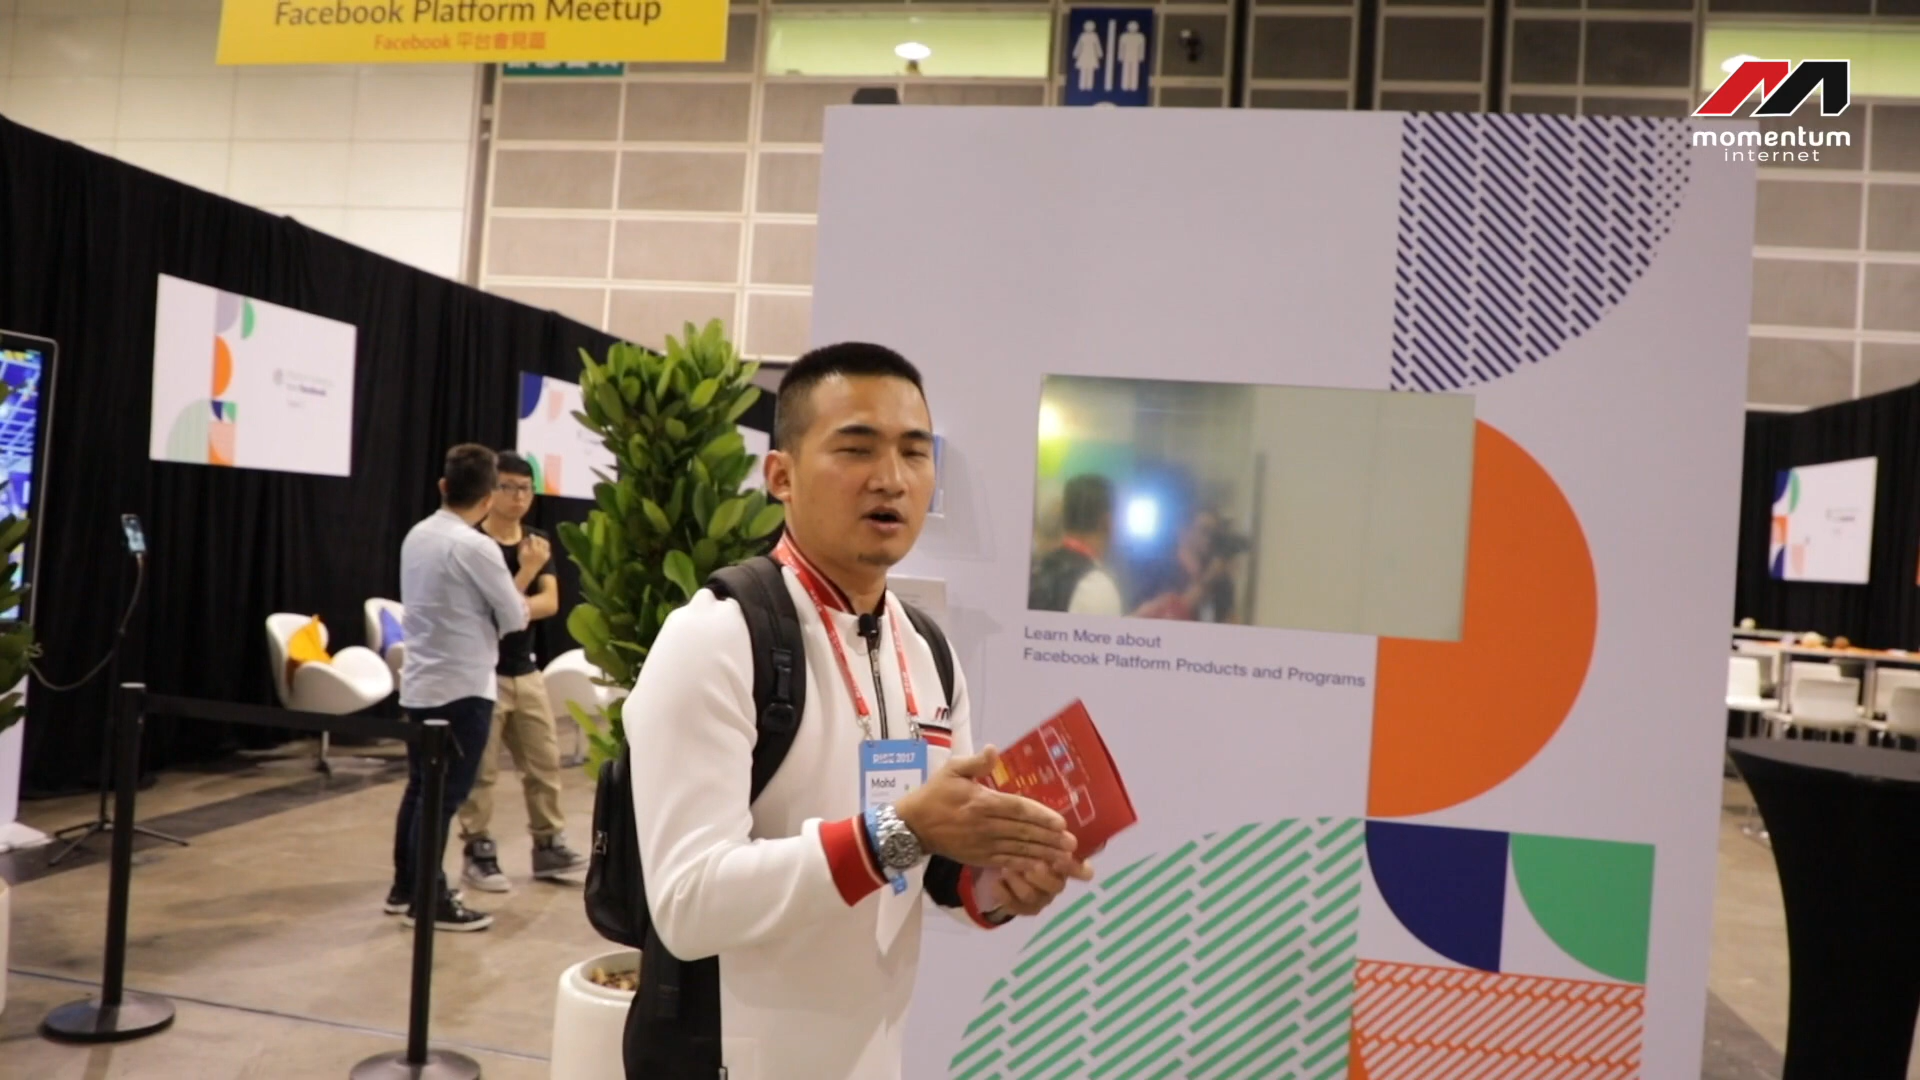 Facebook Platform Meetup
Facebook 平台會見區
momentum
internet
Learn More about
Facebook Platform Products and Programs
RISE 2017
Mohd